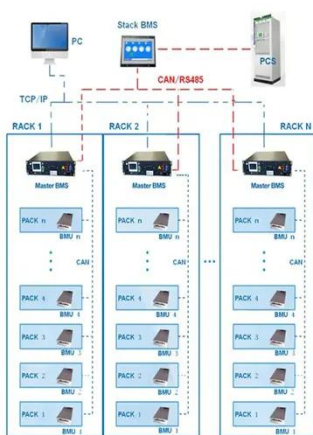 PC
Stack BMS
PCS
CAN/RS485
TCP/IP
RACK 1
RACK 2
RACK N
Master BMS
Master BMS
Master BMS
PACK n
BMU n
PACK n
BMU n
PACK n
BMU n
CAN
CAN
CAN
PACK 4
BMU 4
PACK 4
BMU 4
PACK 4
BMU 4
PACK 3
BMU 3
PACK 3
BMU 3
PACK 3
BMU 3
PACK 2
BMU 2
PACK 2
BMU 2
PACK 2
BMU 2
PACK 1
BMU 1
PACK 1
BMU 1
PACK 1
BMU 1